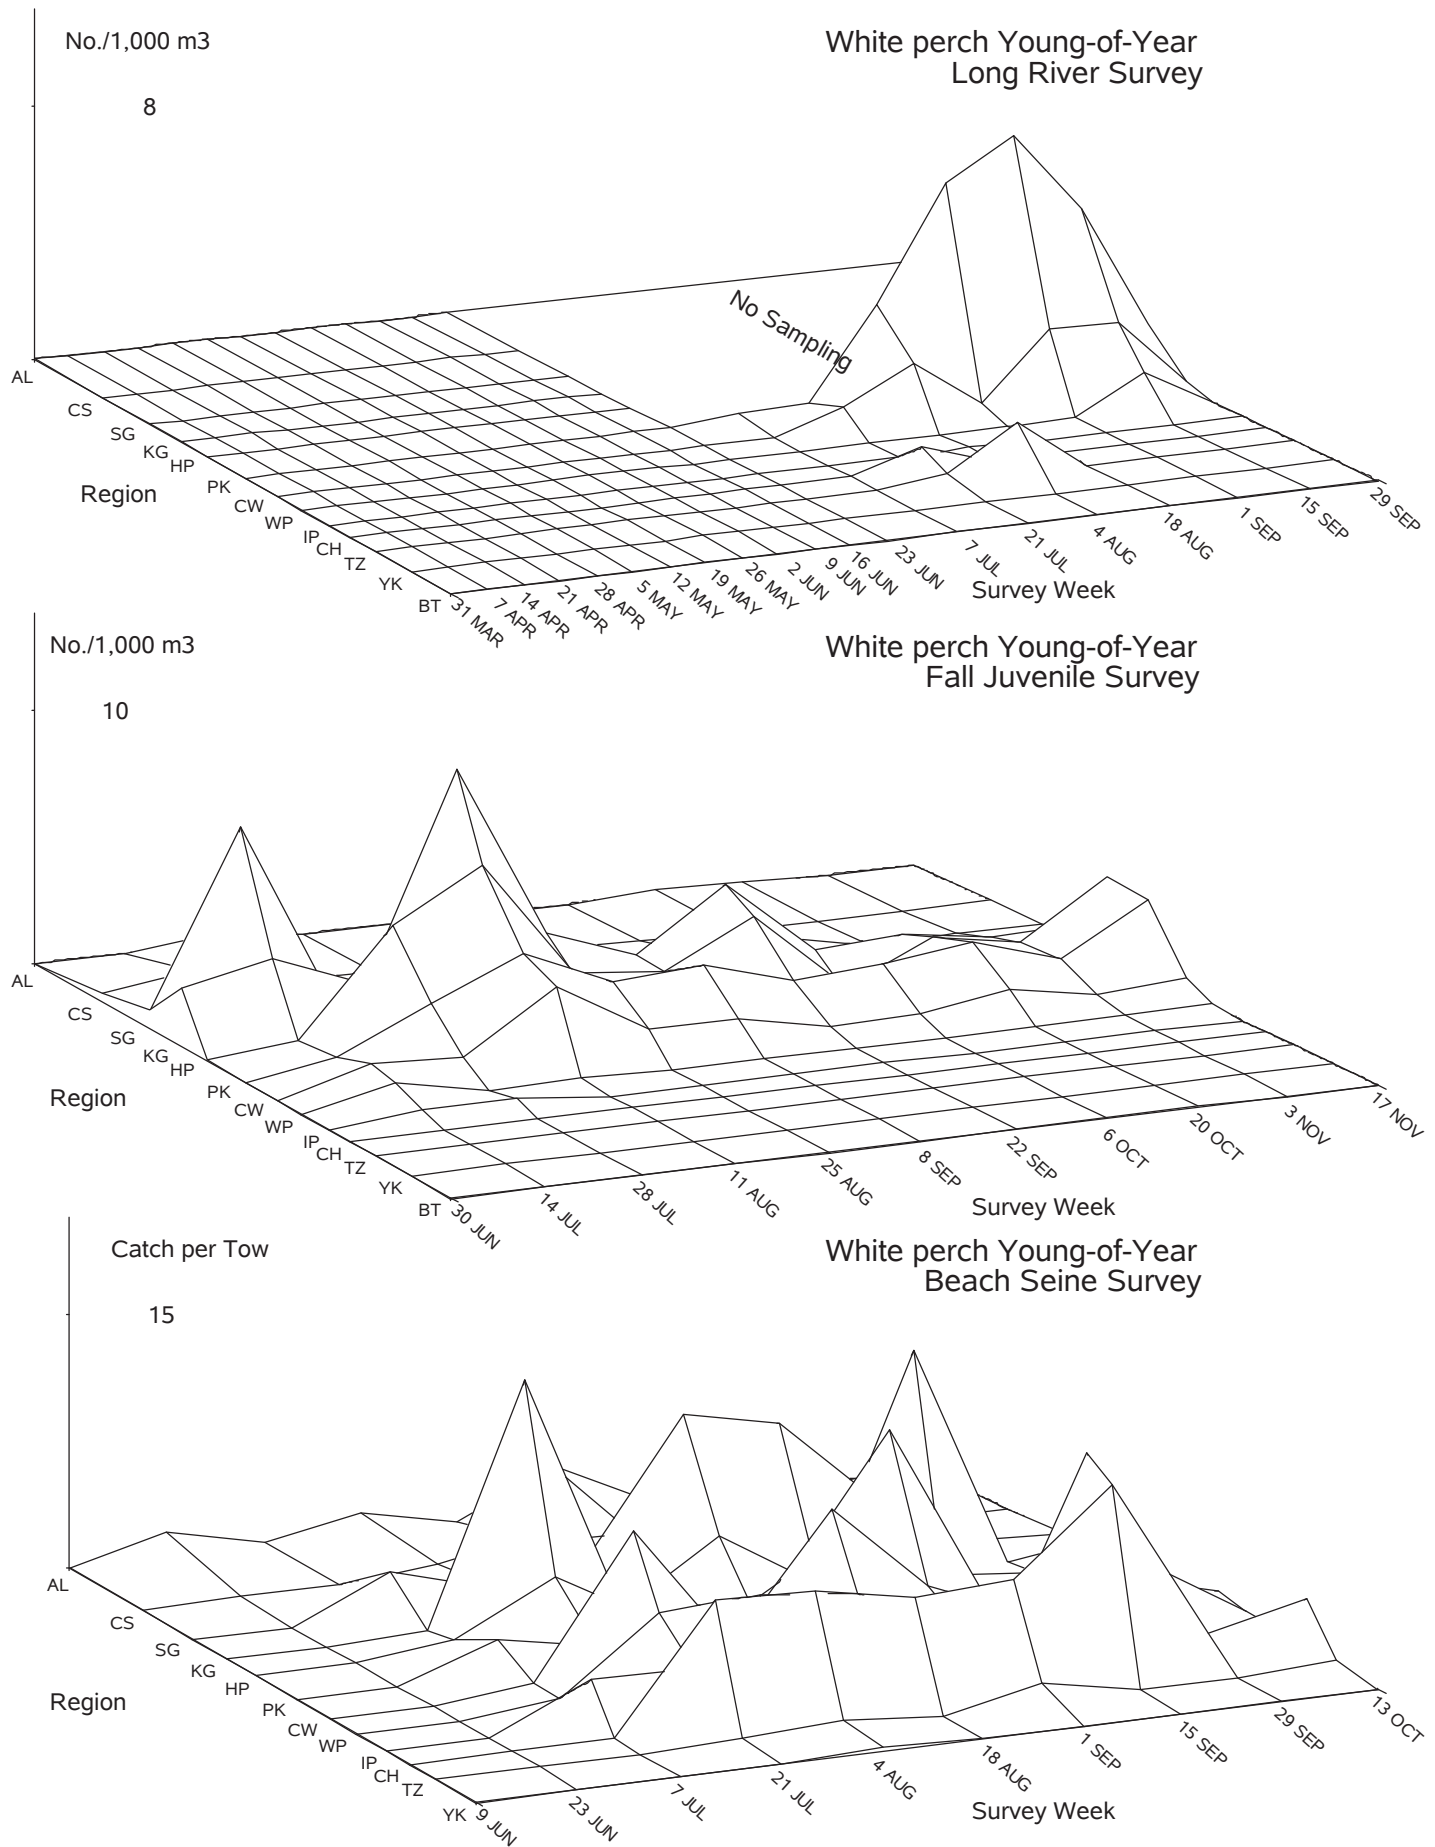 No./1,000 m3
White perch Young-of-Year
Long River Survey
8
No Sampling
AL
CS
SG
KG
HP
PK
CW
WP
IP
CH
TZ
YK
BT
Region
31 MAR
7 APR
14 APR
21 APR
28 APR
5 MAY
12 MAY
19 MAY
26 MAY
2 JUN
9 JUN
16 JUN
23 JUN
7 JUL
21 JUL
4 AUG
18 AUG
1 SEP
15 SEP
29 SEP
Survey Week
No./1,000 m3
White perch Young-of-Year
Fall Juvenile Survey
10
AL
CS
SG
KG
HP
PK
CW
WP
IP
CH
TZ
YK
BT
Region
30 JUN
14 JUL
28 JUL
11 AUG
25 AUG
8 SEP
22 SEP
6 OCT
20 OCT
3 NOV
17 NOV
Survey Week
Catch per Tow
White perch Young-of-Year
Beach Seine Survey
15
AL
CS
SG
KG
HP
PK
CW
WP
IP
CH
TZ
YK
Region
9 JUN
23 JUN
7 JUL
21 JUL
4 AUG
18 AUG
1 SEP
15 SEP
29 SEP
13 OCT
Survey Week